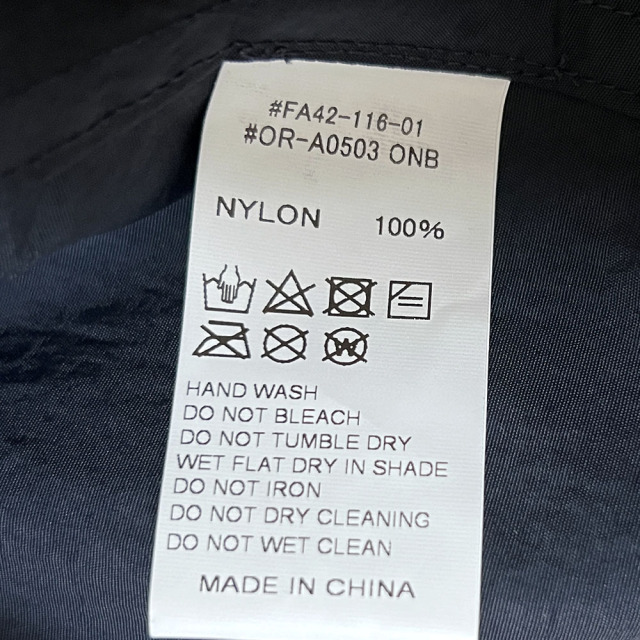 #FA42-116-01
#OR-A0503 ONB
NYLON 100%
W
HAND WASH
DO NOT BLEACH
DO NOT TUMBLE DRY
WET FLAT DRY IN SHADE
DO NOT IRON
DO NOT DRY CLEANING
DO NOT WET CLEAN
MADE IN CHINA